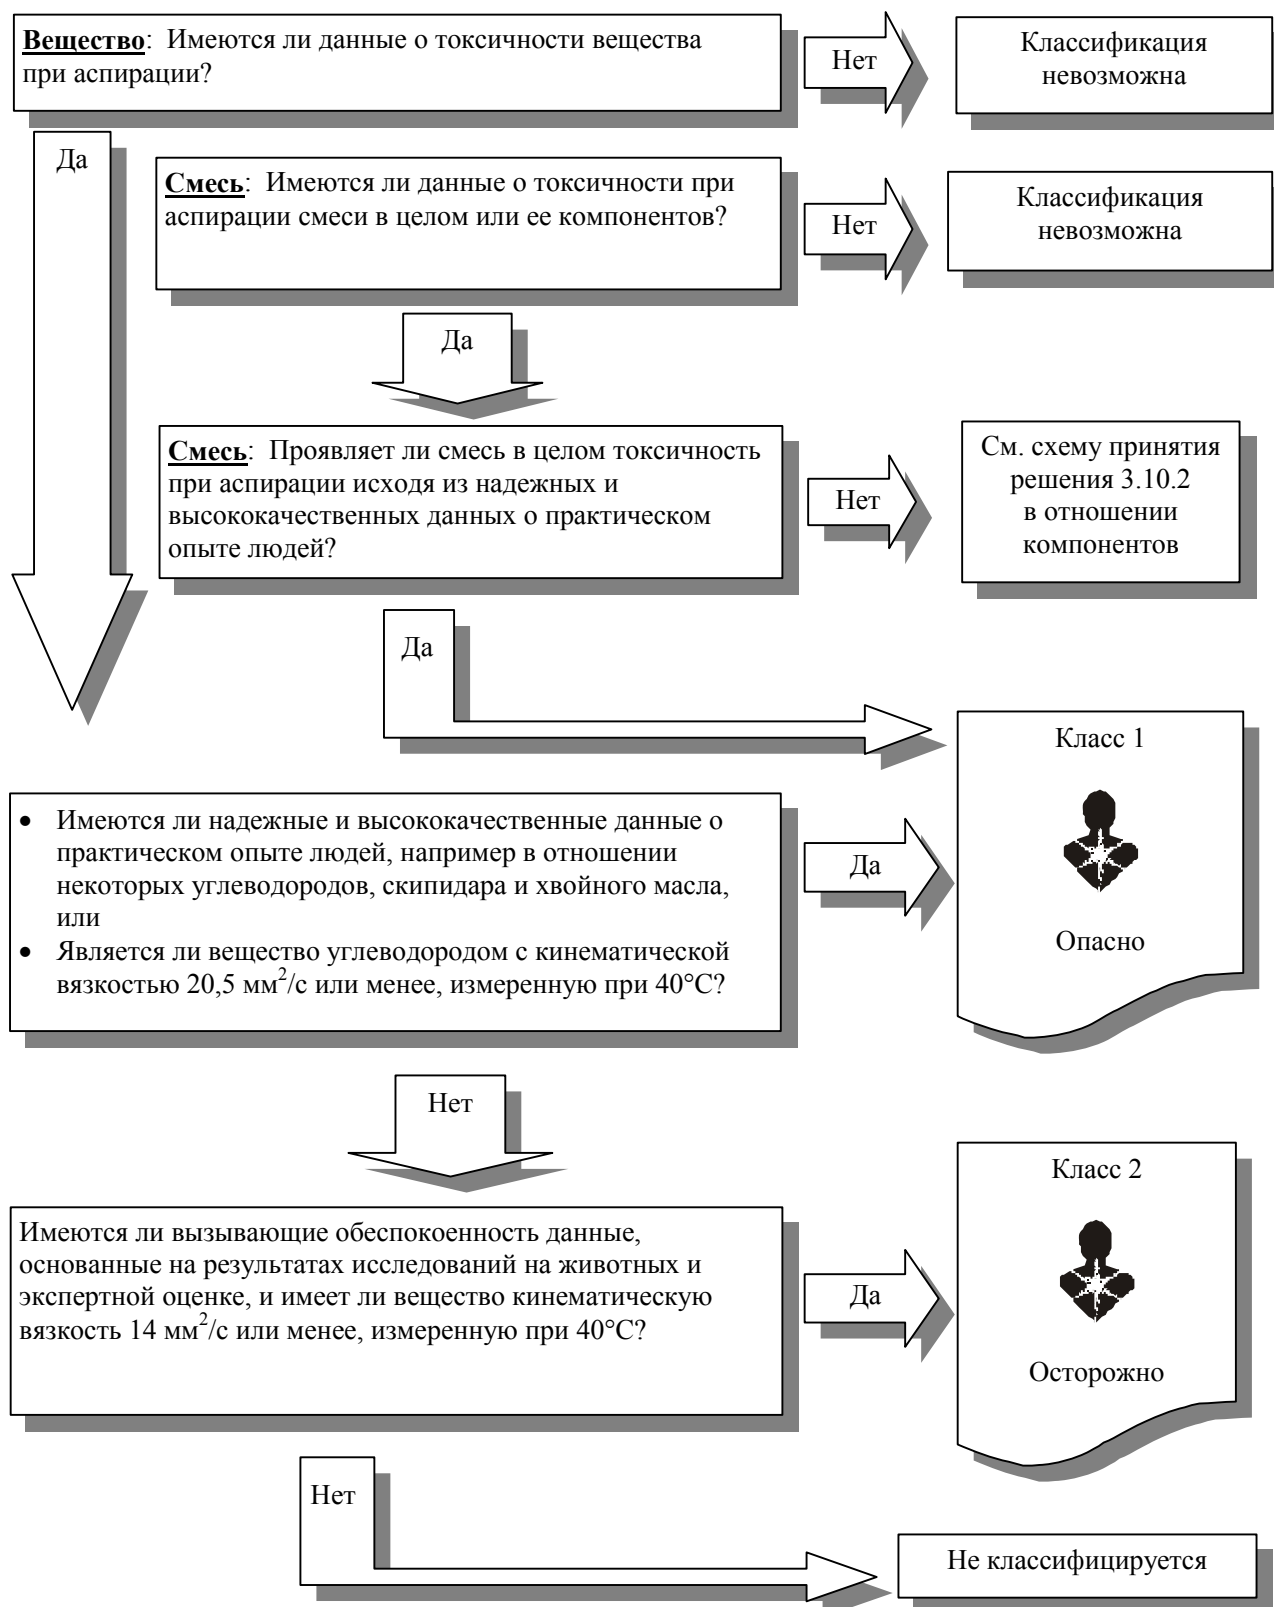 Вещество: Имеются ли данные о токсичности вещества
при аспирации?
Нет
Классификация
невозможна
Да
Смесь: Имеются ли данные о токсичности при
аспирации смеси в целом или ее компонентов?
Нет
Классификация
невозможна
Да
Смесь: Проявляет ли смесь в целом токсичность
при аспирации исходя из надежных и
высококачественных данных о практическом
опыте людей?
Нет
См. схему принятия
решения 3.10.2
в отношении
компонентов
Да
Класс 1
Опасно
• Имеются ли надежные и высококачественные данные о
практическом опыте людей, например в отношении
некоторых углеводородов, скипидара и хвойного масла,
или
• Является ли вещество углеводородом с кинематической
вязкостью 20,5 мм²/с или менее, измеренную при 40°C?
Да
Нет
Класс 2
Осторожно
Имеются ли вызывающие обеспокоенность данные,
основанные на результатах исследований на животных и
экспертной оценке, и имеет ли вещество кинематическую
вязкость 14 мм²/с или менее, измеренную при 40°C?
Да
Нет
Не классифицируется